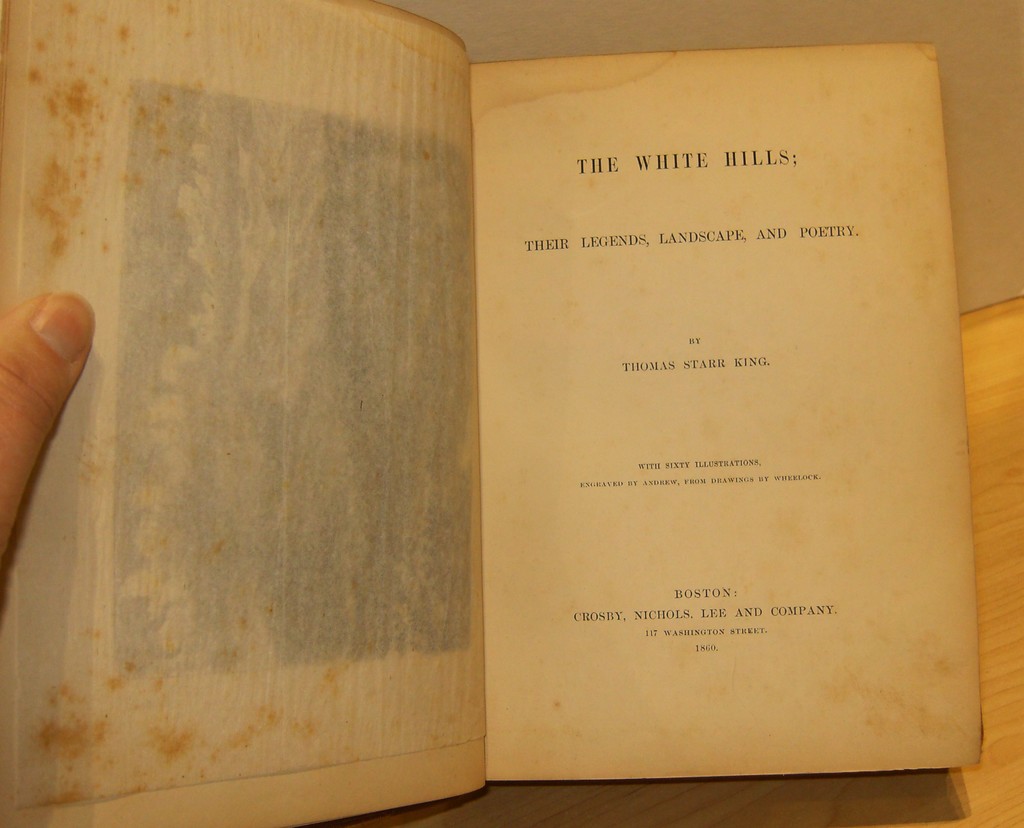 THE WHITE HILLS;
THEIR LEGENDS, LANDSCAPE, AND POETRY.
BY
THOMAS STARR KING.
WITH SIXTY ILLUSTRATIONS,
ENGRAVED BY ANDREW, FROM DRAWINGS BY WHEELOCK.
BOSTON:
CROSBY, NICHOLS, LEE AND COMPANY.
117 WASHINGTON STREET.
1860.